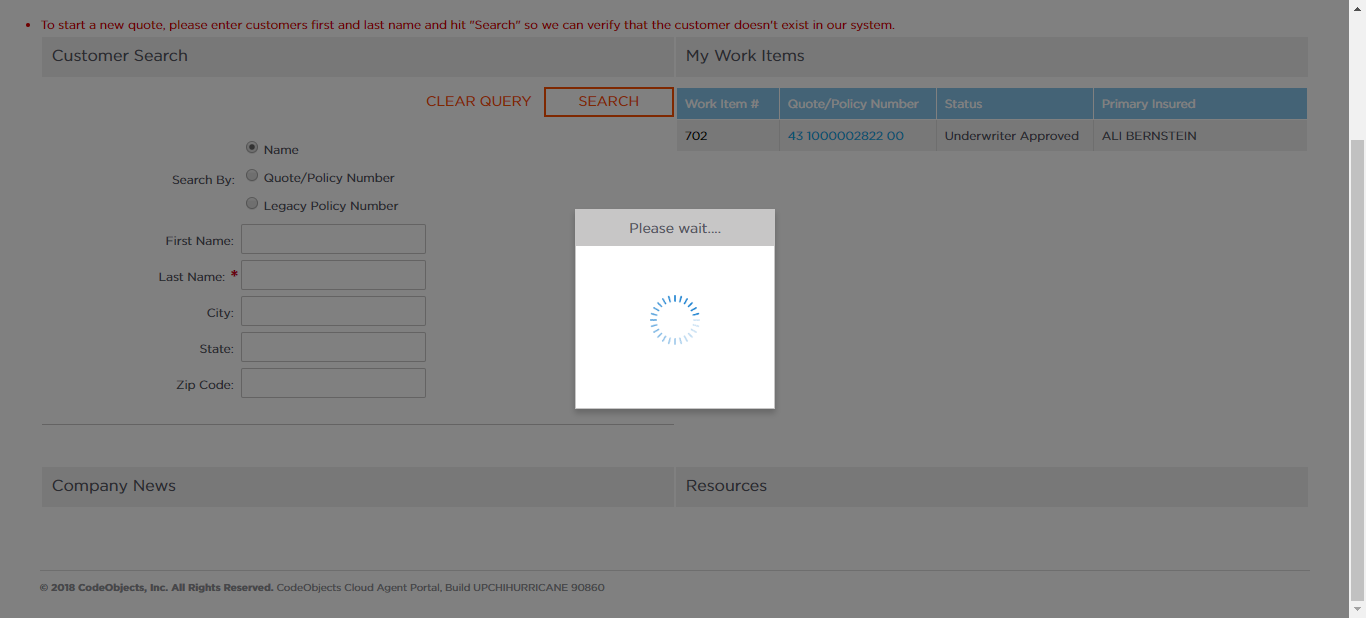 To start a new quote, please enter customers first and last name and hit "Search" so we can verify that the customer doesn't exist in our system.
Customer Search
My Work Items
CLEAR QUERY
SEARCH
Work Item # Quote/Policy Number Status Primary Insured
702 43 1000002822 00 Underwriter Approved ALI BERNSTEIN
Search By:
Name
Quote/Policy Number
Legacy Policy Number
First Name:
Last Name: *
City:
State:
Zip Code:
Please wait....
Company News
Resources
© 2018 CodeObjects, Inc. All Rights Reserved. CodeObjects Cloud Agent Portal, Build UPCHIHURRICANE 90860